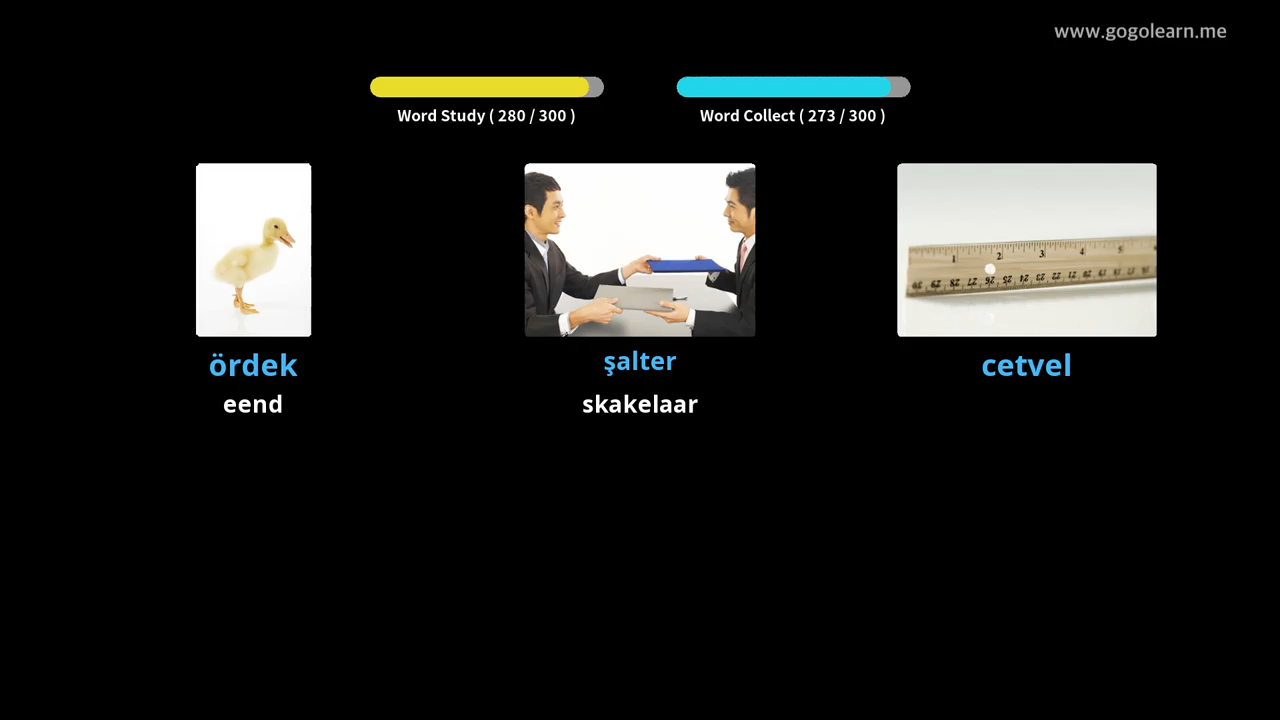 www.gogolearn.me
Word Study ( 280 / 300 )
Word Collect ( 273 / 300 )
ördek
şalter
cetvel
eend
skakelaar